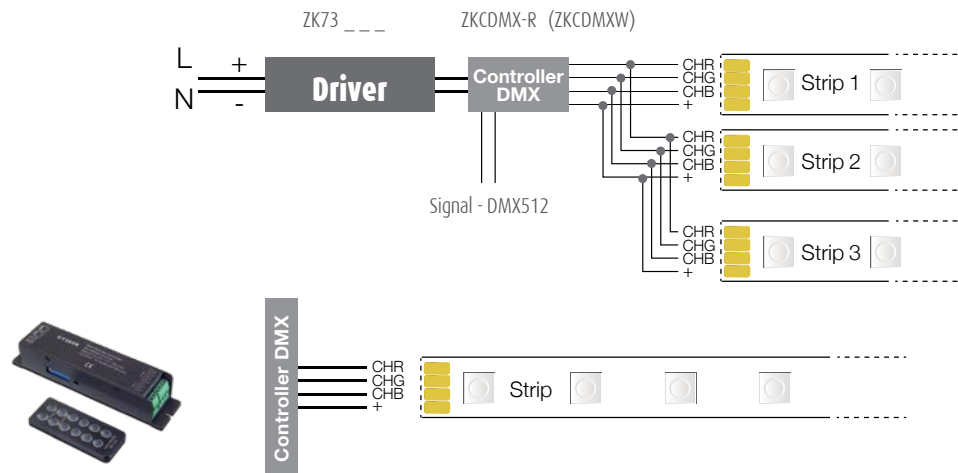 ZK73 _ _ _
ZKCDMX-R (ZKCDMXW)
L
+
N
-
Driver
Controller
DMX
CHR
CHG
CHB
+
Strip 1
CHR
CHG
CHB
+
Strip 2
Signal - DMX512
CHR
CHG
CHB
+
Strip 3
Controller DMX
CHR
CHG
CHB
+
Strip